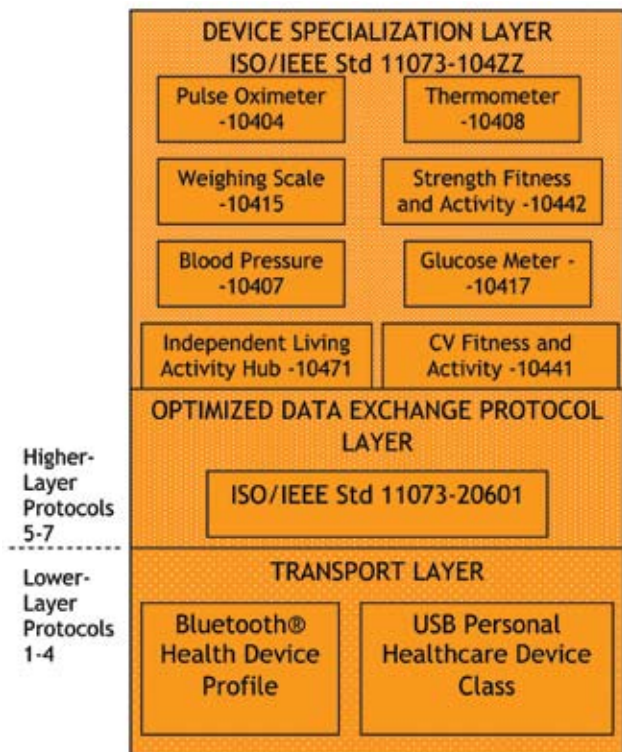 DEVICE SPECIALIZATION LAYER
ISO/IEEE Std 11073-104ZZ
Pulse Oximeter
-10404
Thermometer
-10408
Weighing Scale
-10415
Strength Fitness
and Activity -10442
Blood Pressure
-10407
Glucose Meter -
-10417
Independent Living
Activity Hub -10471
CV Fitness and
Activity -10441
OPTIMIZED DATA EXCHANGE PROTOCOL
LAYER
ISO/IEEE Std 11073-20601
Higher-
Layer
Protocols
5-7
Lower-
Layer
Protocols
1-4
TRANSPORT LAYER
Bluetooth®
Health Device
Profile
USB Personal
Healthcare Device
Class